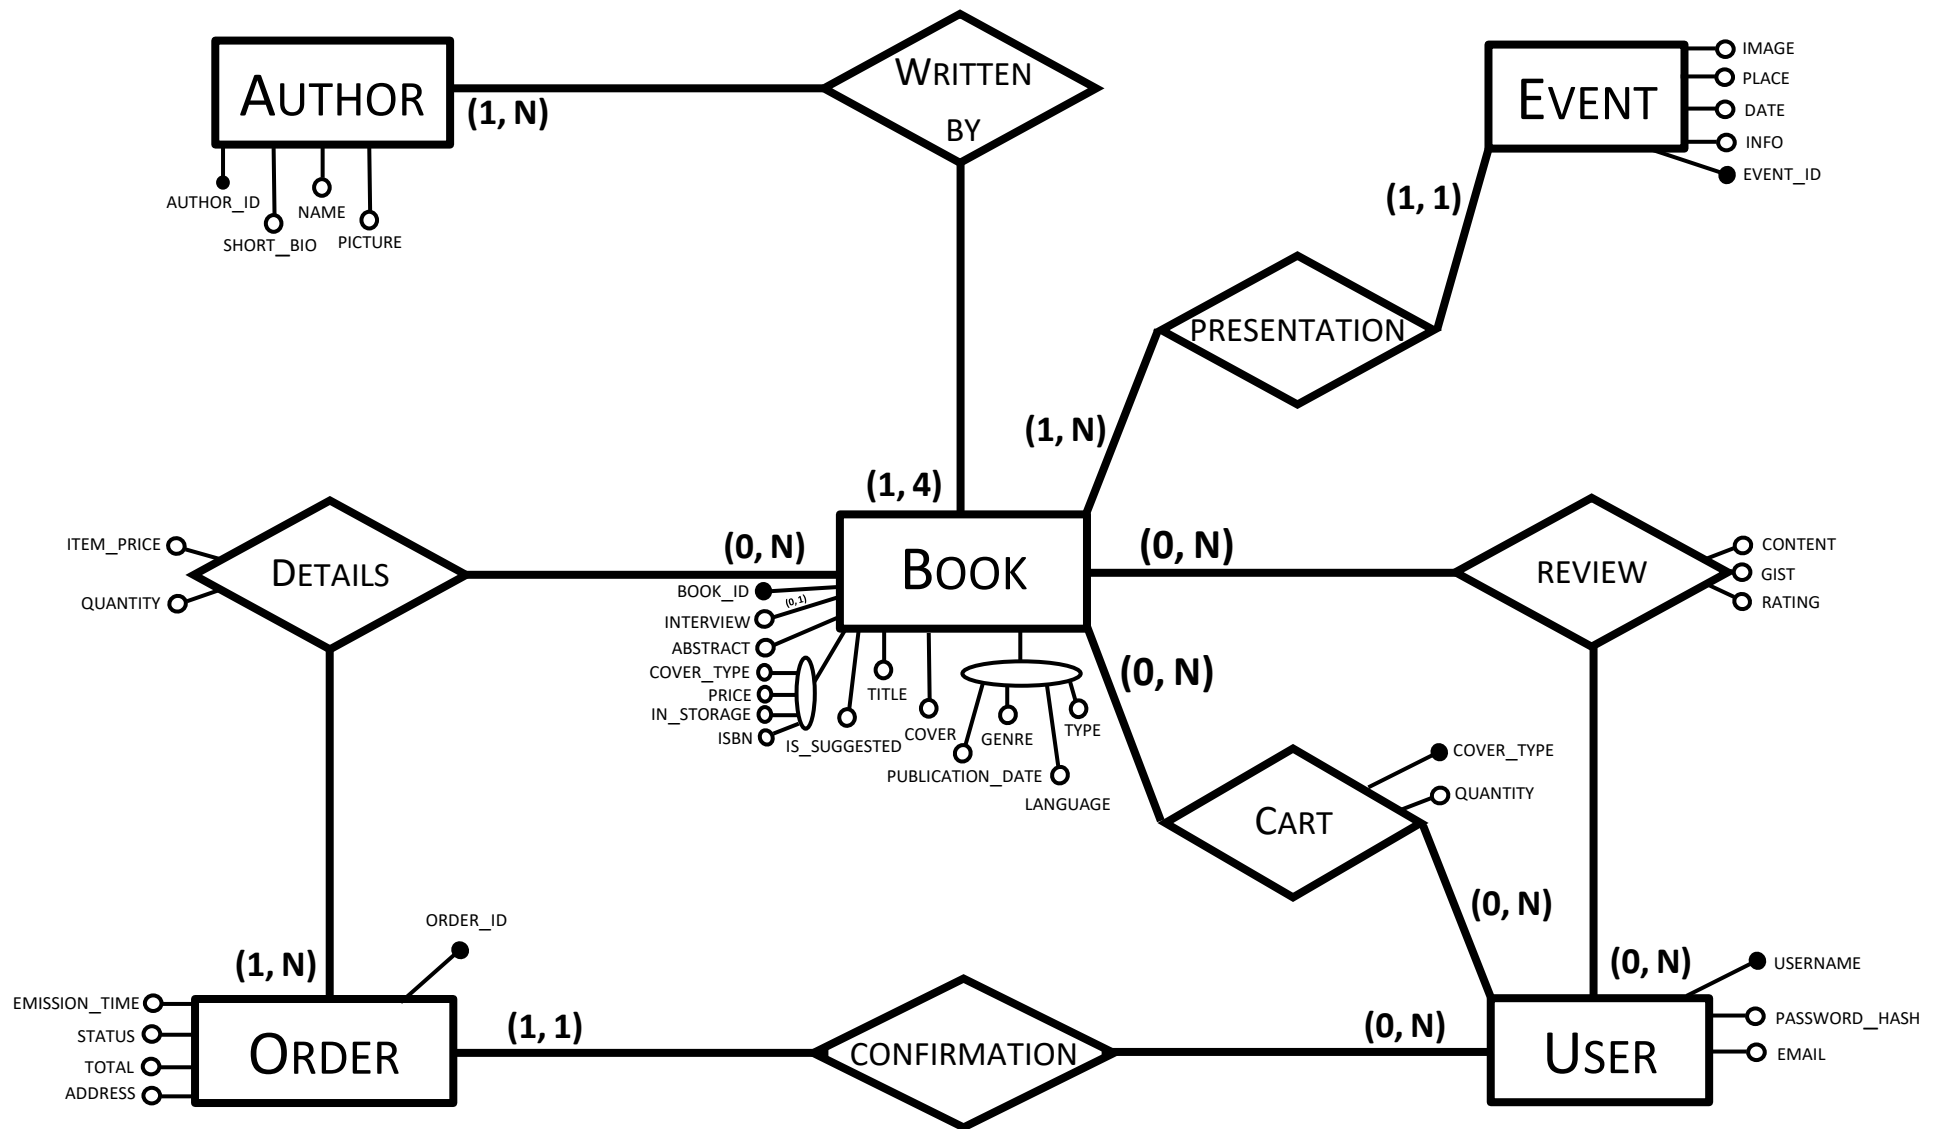 AUTHOR
(1, N)
AUTHOR_ID
SHORT_BIO
NAME
PICTURE
WRITTEN
BY
EVENT
IMAGE
PLACE
DATE
INFO
EVENT_ID
(1, 1)
PRESENTATION
(1, N)
(1, 4)
ITEM_PRICE
QUANTITY
DETAILS
(0, N)
BOOK
(0, N)
REVIEW
CONTENT
GIST
RATING
BOOK_ID
(0, 1)
INTERVIEW
ABSTRACT
COVER_TYPE
PRICE
IN_STORAGE
ISBN
IS_SUGGESTED
TITLE
COVER
PUBLICATION_DATE
GENRE
LANGUAGE
TYPE
(0, N)
CART
COVER_TYPE
QUANTITY
(0, N)
ORDER_ID
(1, N)
EMISSION_TIME
STATUS
TOTAL
ADDRESS
ORDER
(1, 1)
CONFIRMATION
(0, N)
(0, N)
USER
USERNAME
PASSWORD_HASH
EMAIL